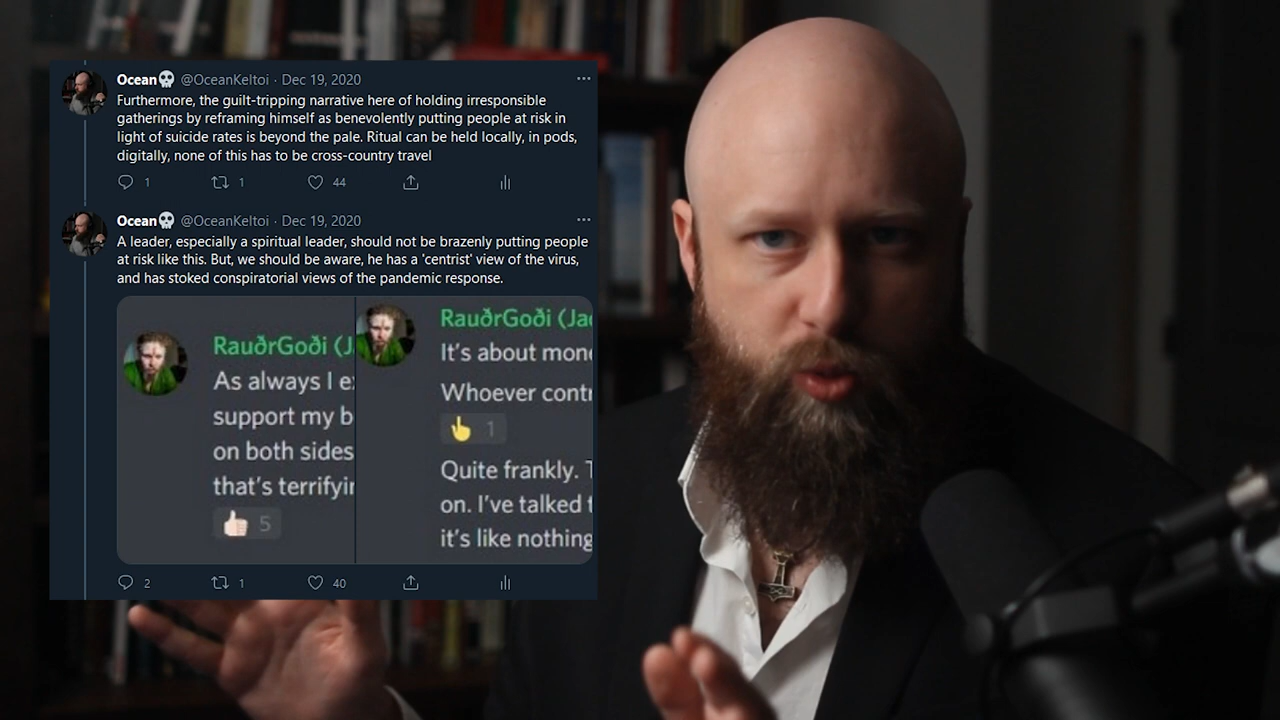 Ocean💀 @OceanKeltoi · Dec 19, 2020
Furthermore, the guilt-tripping narrative here of holding irresponsible
gatherings by reframing himself as benevolently putting people at risk in
light of suicide rates is beyond the pale. Ritual can be held locally, in pods,
digitally, none of this has to be cross-country travel
1 1 44
Ocean💀 @OceanKeltoi · Dec 19, 2020
A leader, especially a spiritual leader, should not be brazenly putting people
at risk like this. But, we should be aware, he has a 'centrist' view of the virus,
and has stoked conspiratorial views of the pandemic response.
RauðrGoði (J
As always I e
support my b
on both sides
that's terrifyin
👍🏻 5
RauðrGoði (Ja
It's about mon
Whoever contr
👆 1
Quite frankly.
on. I've talked
it's like nothing
2 1 40